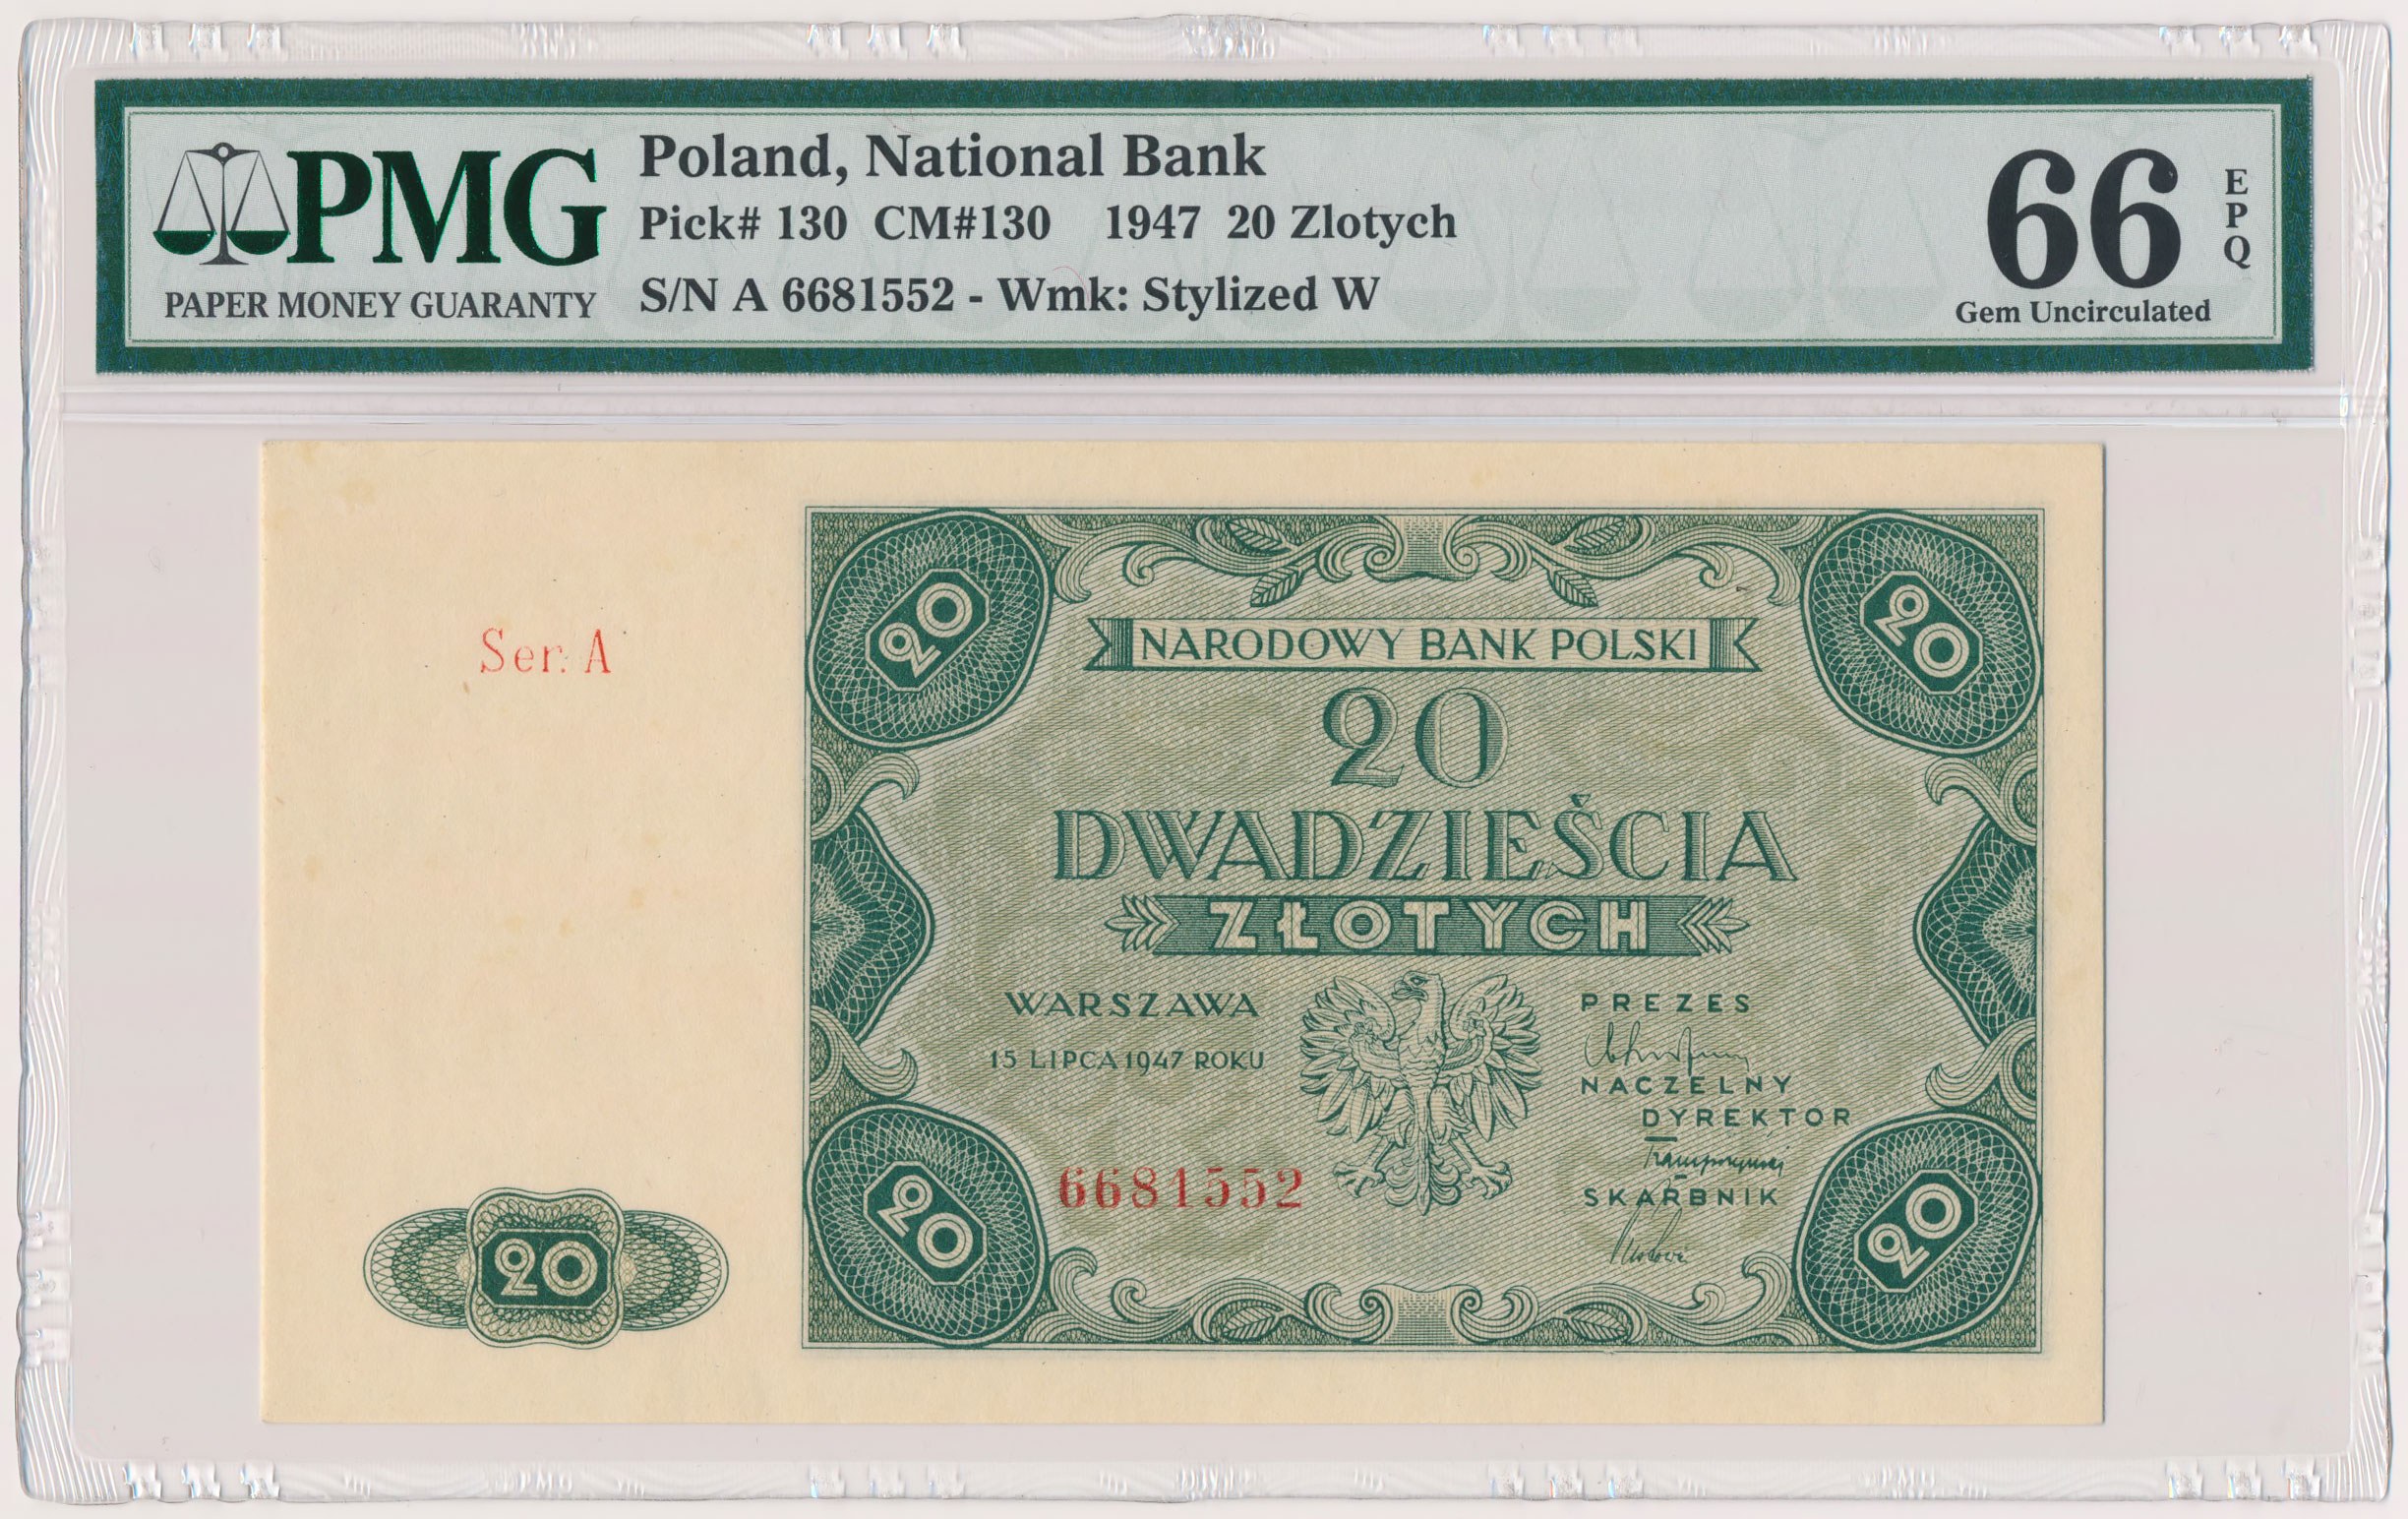 PMG
PAPER MONEY GUARANTY
Poland, National Bank
Pick# 130 CM#130 1947 20 Zlotych
S/N A 6681552 - Wmk: Stylized W
66
EPQ
Gem Uncirculated
Ser. A
20
20
NARODOWY BANK POLSKI
20
DWADZIEŚCIA
ZŁOTYCH
WARSZAWA
15 LIPCA 1947 ROKU
PREZES
NACZELNY
DYREKTOR
SKARBNIK
6681552
20
20
20